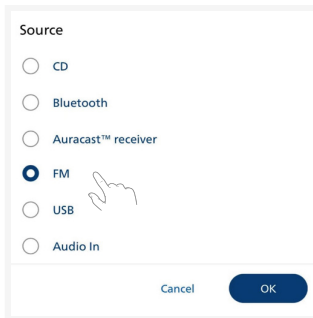 Source
CD
Bluetooth
Auracast™ receiver
FM
USB
Audio In
Cancel
OK